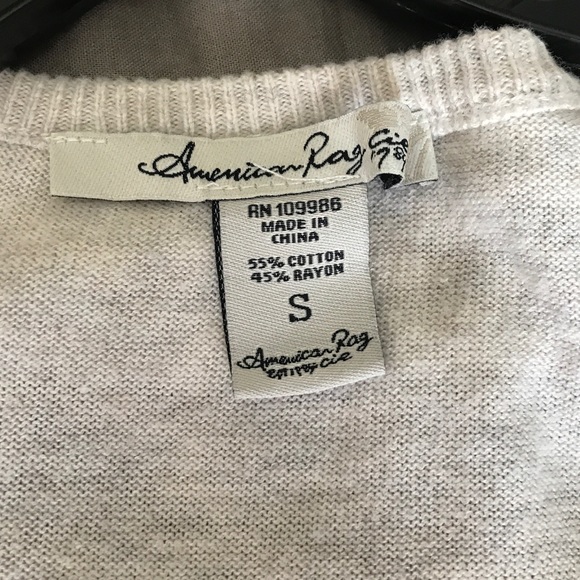 American Rag Cie
RN 109986
MADE IN
CHINA
55% COTTON
45% RAYON
S
American Rag
cie